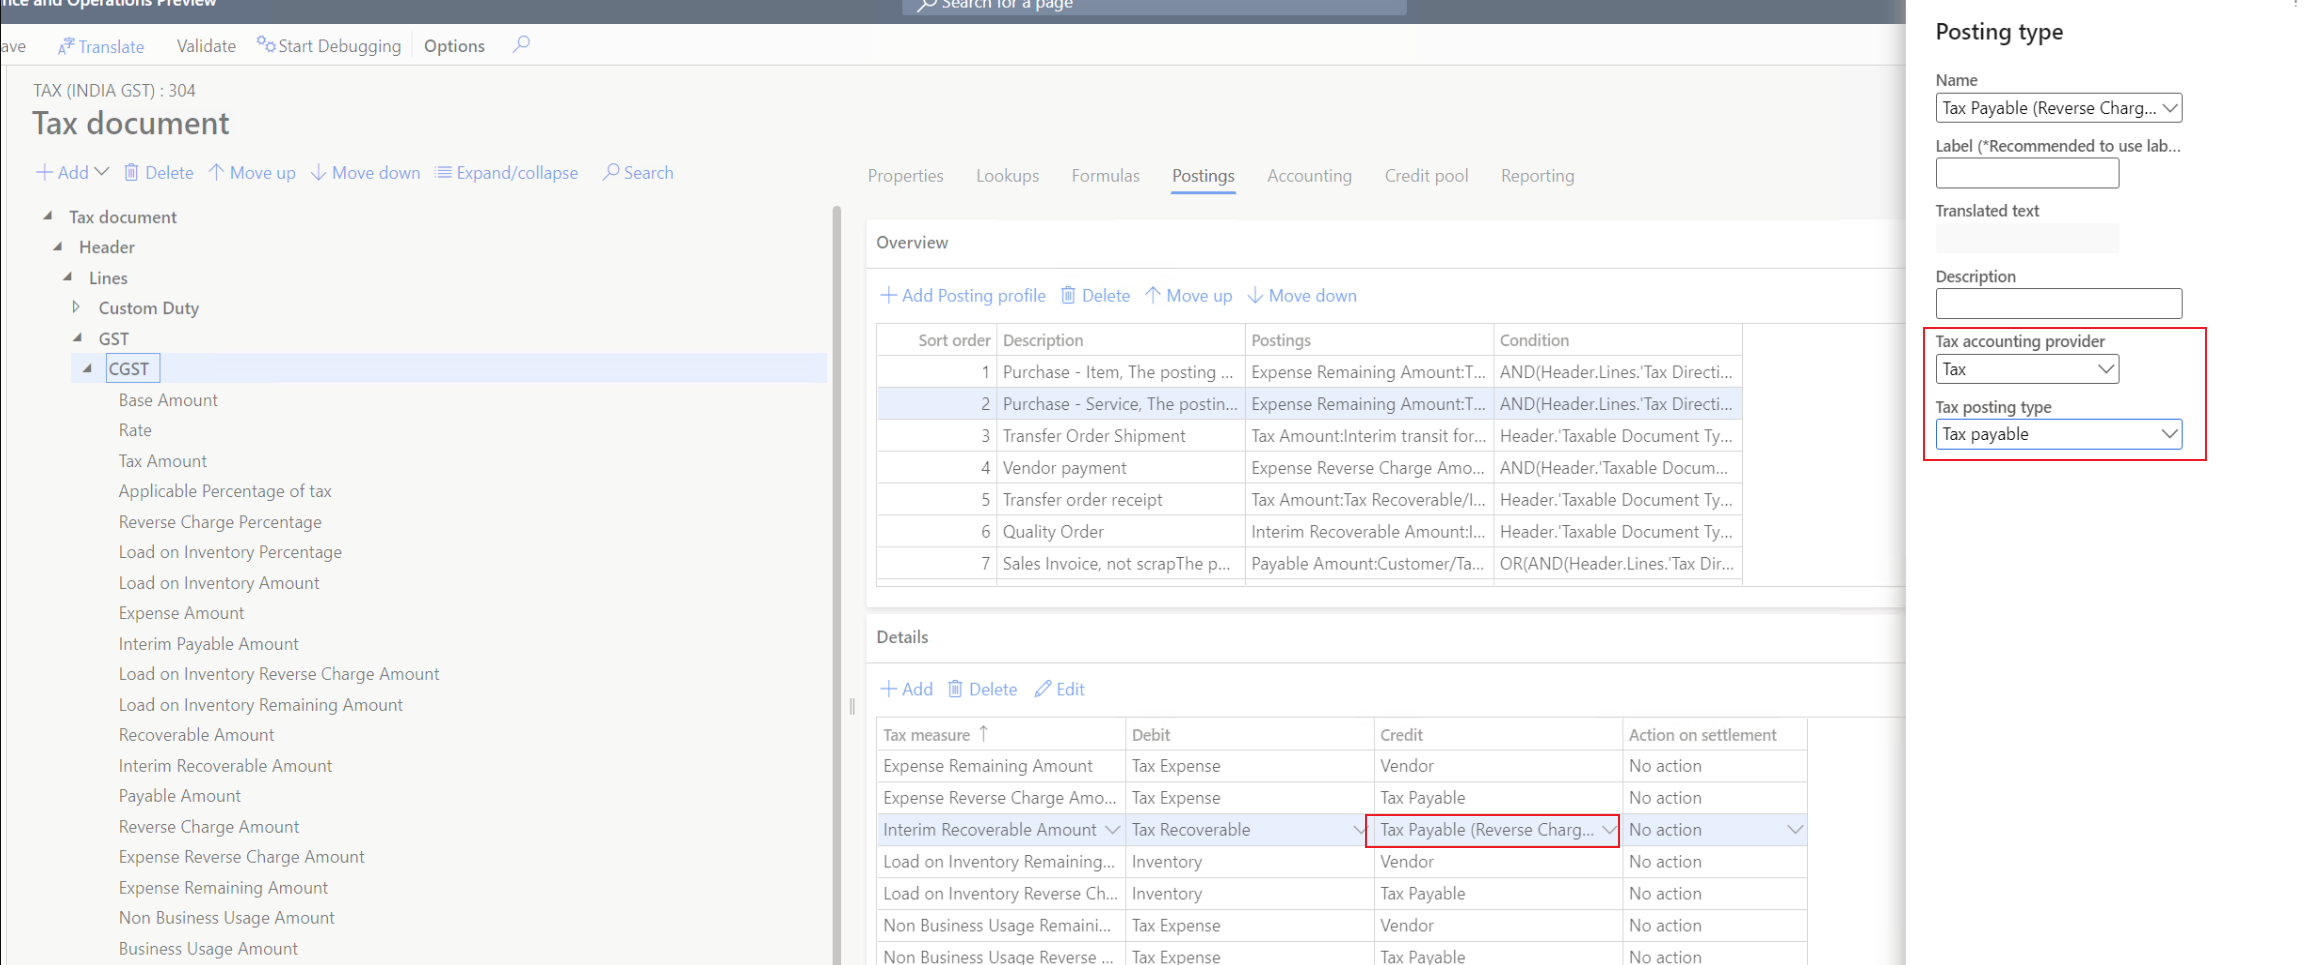 nce and Operations Preview
Search for a page
ave Translate Validate Start Debugging Options
TAX (INDIA GST) : 304
Tax document
Add Delete Move up Move down Expand/collapse Search
Tax document
Header
Lines
Custom Duty
GST
CGST
Base Amount
Rate
Tax Amount
Applicable Percentage of tax
Reverse Charge Percentage
Load on Inventory Percentage
Load on Inventory Amount
Expense Amount
Interim Payable Amount
Load on Inventory Reverse Charge Amount
Load on Inventory Remaining Amount
Recoverable Amount
Interim Recoverable Amount
Payable Amount
Reverse Charge Amount
Expense Reverse Charge Amount
Expense Remaining Amount
Non Business Usage Amount
Business Usage Amount
Properties Lookups Formulas Postings Accounting Credit pool Reporting
Overview
Add Posting profile Delete Move up Move down
Sort order Description Postings Condition
1 Purchase - Item, The posting ... Expense Remaining Amount:T... AND(Header.Lines.'Tax Directi...
2 Purchase - Service, The postin... Expense Remaining Amount:T... AND(Header.Lines.'Tax Directi...
3 Transfer Order Shipment Tax Amount:Interim transit for... Header.'Taxable Document Ty...
4 Vendor payment Expense Reverse Charge Amo... AND(Header.'Taxable Docum...
5 Transfer order receipt Tax Amount:Tax Recoverable/I... Header.'Taxable Document Ty...
6 Quality Order Interim Recoverable Amount:I... Header.'Taxable Document Ty...
7 Sales Invoice, not scrapThe p... Payable Amount:Customer/Ta... OR(AND(Header.Lines.'Tax Dir...
Details
Add Delete Edit
Tax measure Debit Credit Action on settlement
Expense Remaining Amount Tax Expense Vendor No action
Expense Reverse Charge Amo... Tax Expense Tax Payable No action
Interim Recoverable Amount Tax Recoverable Tax Payable (Reverse Charg... No action
Load on Inventory Remaining... Inventory Vendor No action
Load on Inventory Reverse Ch... Inventory Tax Payable No action
Non Business Usage Remaini... Tax Expense Vendor No action
Non Business Usage Reverse ... Tax Expense Tax Payable No action
Posting type
Name
Tax Payable (Reverse Charg...
Label (*Recommended to use lab...
Translated text
Description
Tax accounting provider
Tax
Tax posting type
Tax payable